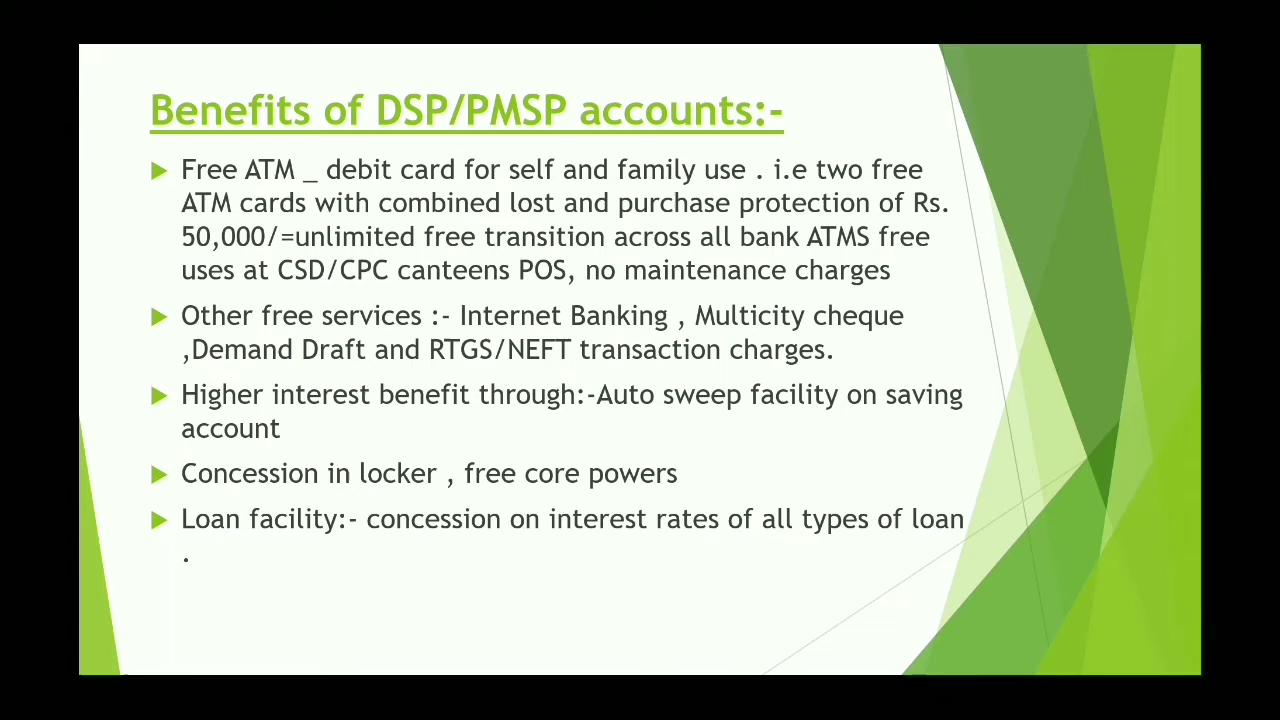 Benefits of DSP/PMSP accounts:-
Free ATM _ debit card for self and family use . i.e two free
ATM cards with combined lost and purchase protection of Rs.
50,000/=unlimited free transition across all bank ATMS free
uses at CSD/CPC canteens POS, no maintenance charges
Other free services :- Internet Banking , Multicity cheque
,Demand Draft and RTGS/NEFT transaction charges.
Higher interest benefit through:-Auto sweep facility on saving
account
Concession in locker , free core powers
Loan facility:- concession on interest rates of all types of loan
.